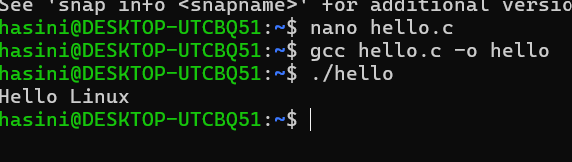 See 'snap info <snapname>' for additional versio
hasini@DESKTOP-UTCBQ51:~$ nano hello.c
hasini@DESKTOP-UTCBQ51:~$ gcc hello.c -o hello
hasini@DESKTOP-UTCBQ51:~$ ./hello
Hello Linux
hasini@DESKTOP-UTCBQ51:~$